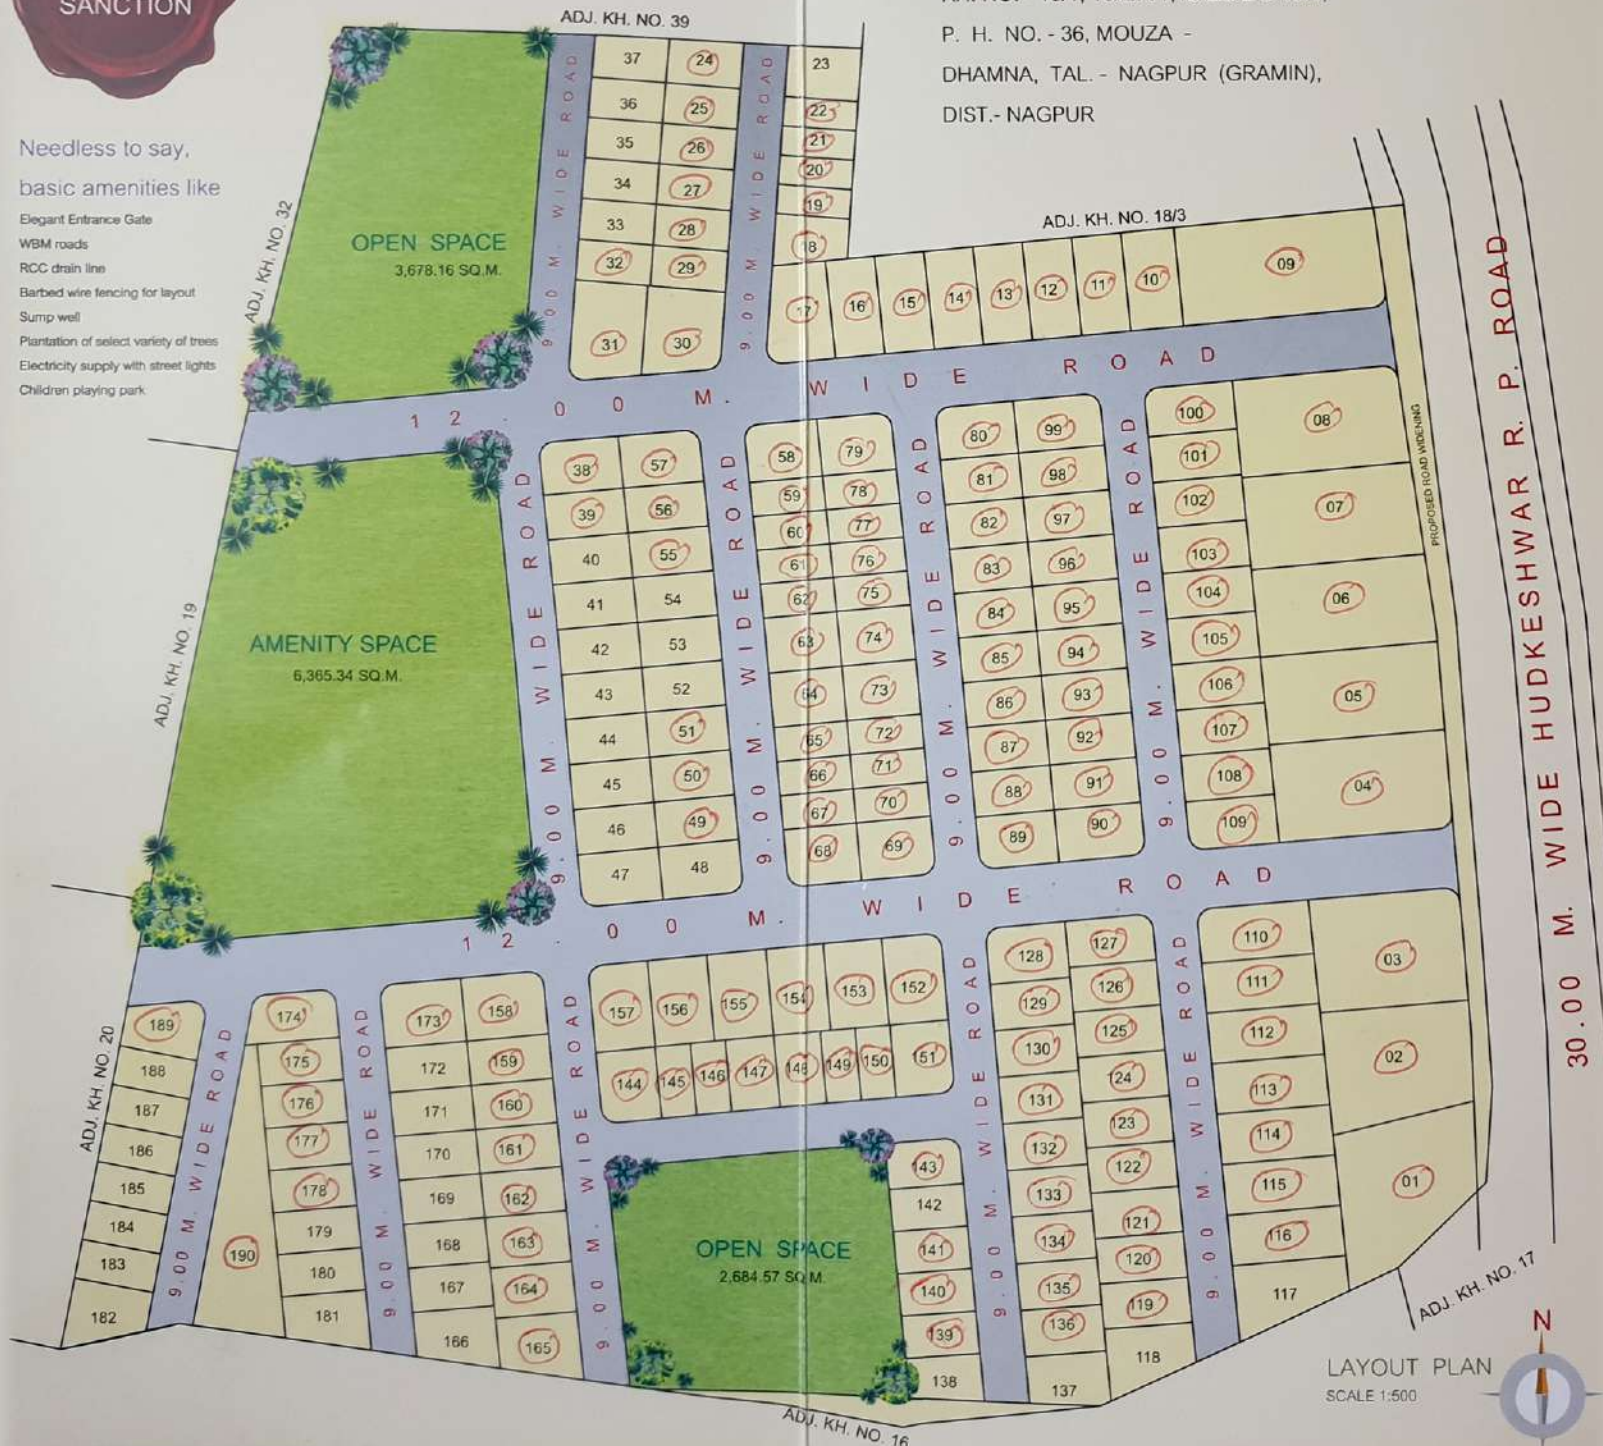 SANCTION
P. H. NO. - 36, MOUZA -
DHAMNA, TAL. - NAGPUR (GRAMIN),
DIST.- NAGPUR
Needless to say,
basic amenities like
Elegant Entrance Gate
WBM roads
RCC drain line
Barbed wire fencing for layout
Sump well
Plantation of select variety of trees
Electricity supply with street lights
Children playing park
ADJ. KH. NO. 39
ADJ. KH. NO. 32
ADJ. KH. NO. 18/3
ADJ. KH. NO. 19
ADJ. KH. NO. 20
ADJ. KH. NO. 17
ADJ. KH. NO. 16
OPEN SPACE
3,678.16 SQ.M.
9.00 M. WIDE ROAD
37 24
36 25
35 26
34 27
33 28
32 29
31 30
9.00 M. WIDE ROAD
23
22
21
20
19
18
17 16 15 14 13 12 11 10 09
12.00 M. WIDE ROAD
AMENITY SPACE
6,365.34 SQ.M.
9.00 M. WIDE ROAD
38 57
39 56
40 55
41 54
42 53
43 52
44 51
45 50
46 49
47 48
9.00 M. WIDE ROAD
58 79
59 78
60 77
61 76
62 75
63 74
64 73
65 72
66 71
67 70
68 69
9.00 M. WIDE ROAD
80 99
81 98
82 97
83 96
84 95
85 94
86 93
87 92
88 91
89 90
9.00 M. WIDE ROAD
100
101
102
103
104
105
106
107
108
109
08
07
06
05
04
PROPOSED ROAD WIDENING
30.00 M. WIDE HUDKESHWAR R. P. ROAD
12.00 M. WIDE ROAD
189
188
187
186
185
184
183
182
9.00 M. WIDE ROAD
190
174
175
176
177
178
179
180
181
9.00 M. WIDE ROAD
173 158
172 159
171 160
170 161
169 162
168 163
167 164
166 165
9.00 M. WIDE ROAD
157 156 155 154 153 152
144 145 146 147 148 149 150 151
OPEN SPACE
2,684.57 SQ.M.
143
142
141
140
139
138
9.00 M. WIDE ROAD
128 127
129 126
130 125
131 124
132 123
133 122
134 121
135 120
136 119
137 118
9.00 M. WIDE ROAD
110
111
112
113
114
115
116
117
03
02
01
N
LAYOUT PLAN
SCALE 1:500